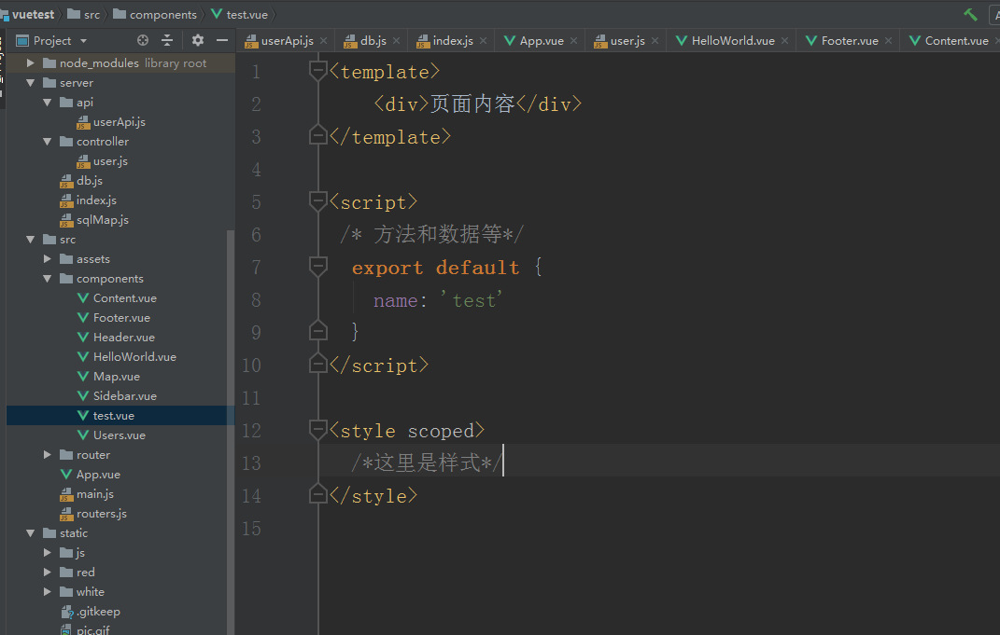 vuetest src components test.vue
Project userApi.js db.js index.js App.vue user.js HelloWorld.vue Footer.vue Content.vue
node_modules library root
server
api
userApi.js
controller
user.js
db.js
index.js
sqlMap.js
src
assets
components
Content.vue
Footer.vue
Header.vue
HelloWorld.vue
Map.vue
Sidebar.vue
test.vue
Users.vue
router
App.vue
main.js
routers.js
static
js
red
white
.gitkeep
pic.gif
1 <template>
2 <div>页面内容</div>
3 </template>
4
5 <script>
6 /* 方法和数据等*/
7 export default {
8 name: 'test'
9 }
10 </script>
11
12 <style scoped>
13 /*这里是样式*/
14 </style>
15